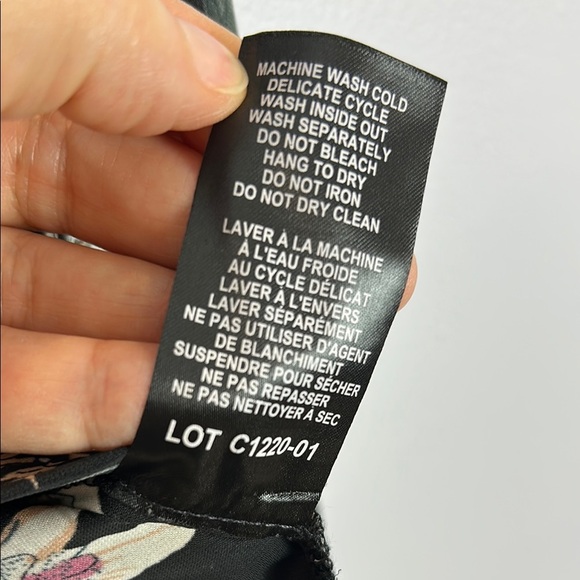 MACHINE WASH COLD
DELICATE CYCLE
WASH INSIDE OUT
WASH SEPARATELY
DO NOT BLEACH
HANG TO DRY
DO NOT IRON
DO NOT DRY CLEAN
LAVER À LA MACHINE
À L'EAU FROIDE
AU CYCLE DÉLICAT
LAVER À L'ENVERS
LAVER SÉPARÉMENT
NE PAS UTILISER D'AGENT
DE BLANCHIMENT
SUSPENDRE POUR SÉCHER
NE PAS REPASSER
NE PAS NETTOYER À SEC
LOT C1220-01